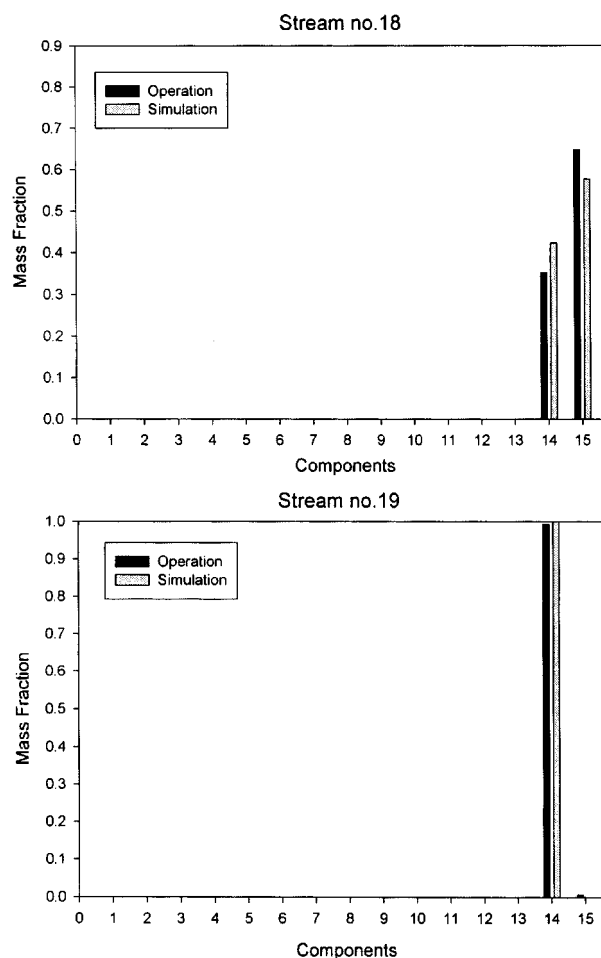 Stream no.18
0.9
0.8
0.7
0.6
0.5
0.4
0.3
0.2
0.1
0.0
Mass Fraction
Operation
Simulation
0 1 2 3 4 5 6 7 8 9 10 11 12 13 14 15
Components
Stream no.19
1.0
0.9
0.8
0.7
0.6
0.5
0.4
0.3
0.2
0.1
0.0
Mass Fraction
Operation
Simulation
0 1 2 3 4 5 6 7 8 9 10 11 12 13 14 15
Components